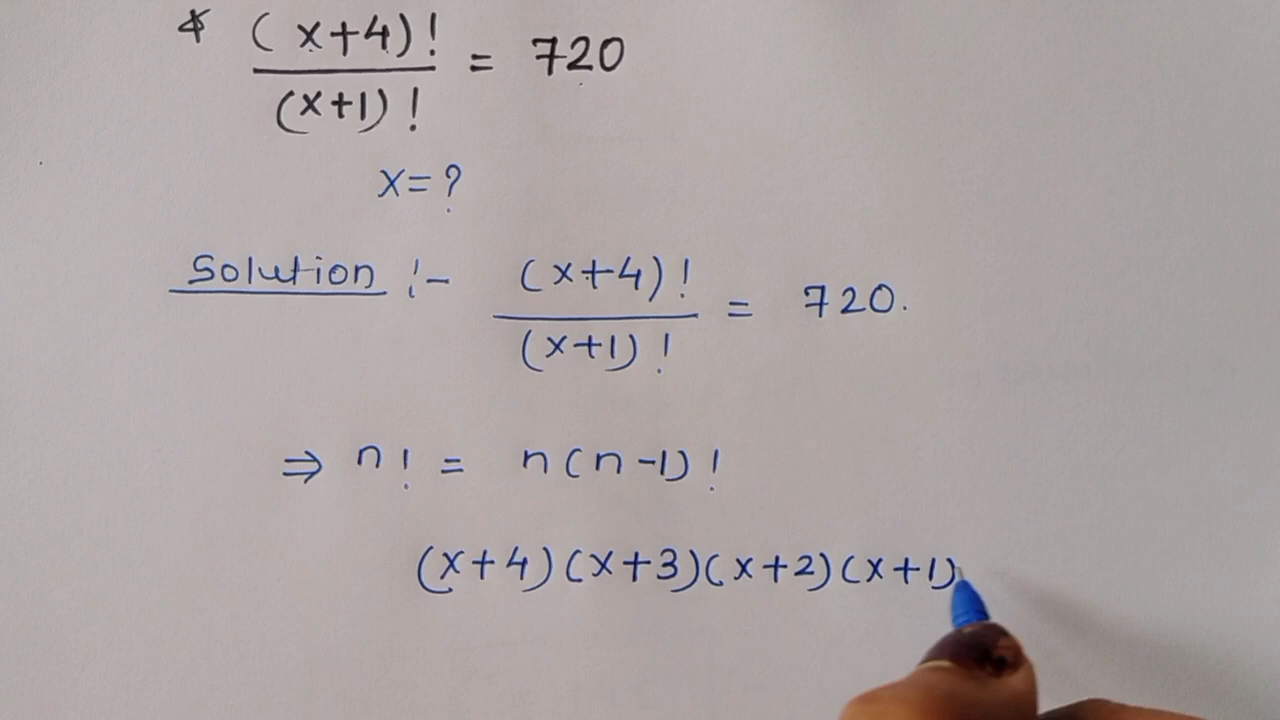 * (x+4)! / (x+1)! = 720
x=?
Solution :- (x+4)! / (x+1)! = 720.
⇒ n! = n(n-1)!
(x+4)(x+3)(x+2)(x+1)